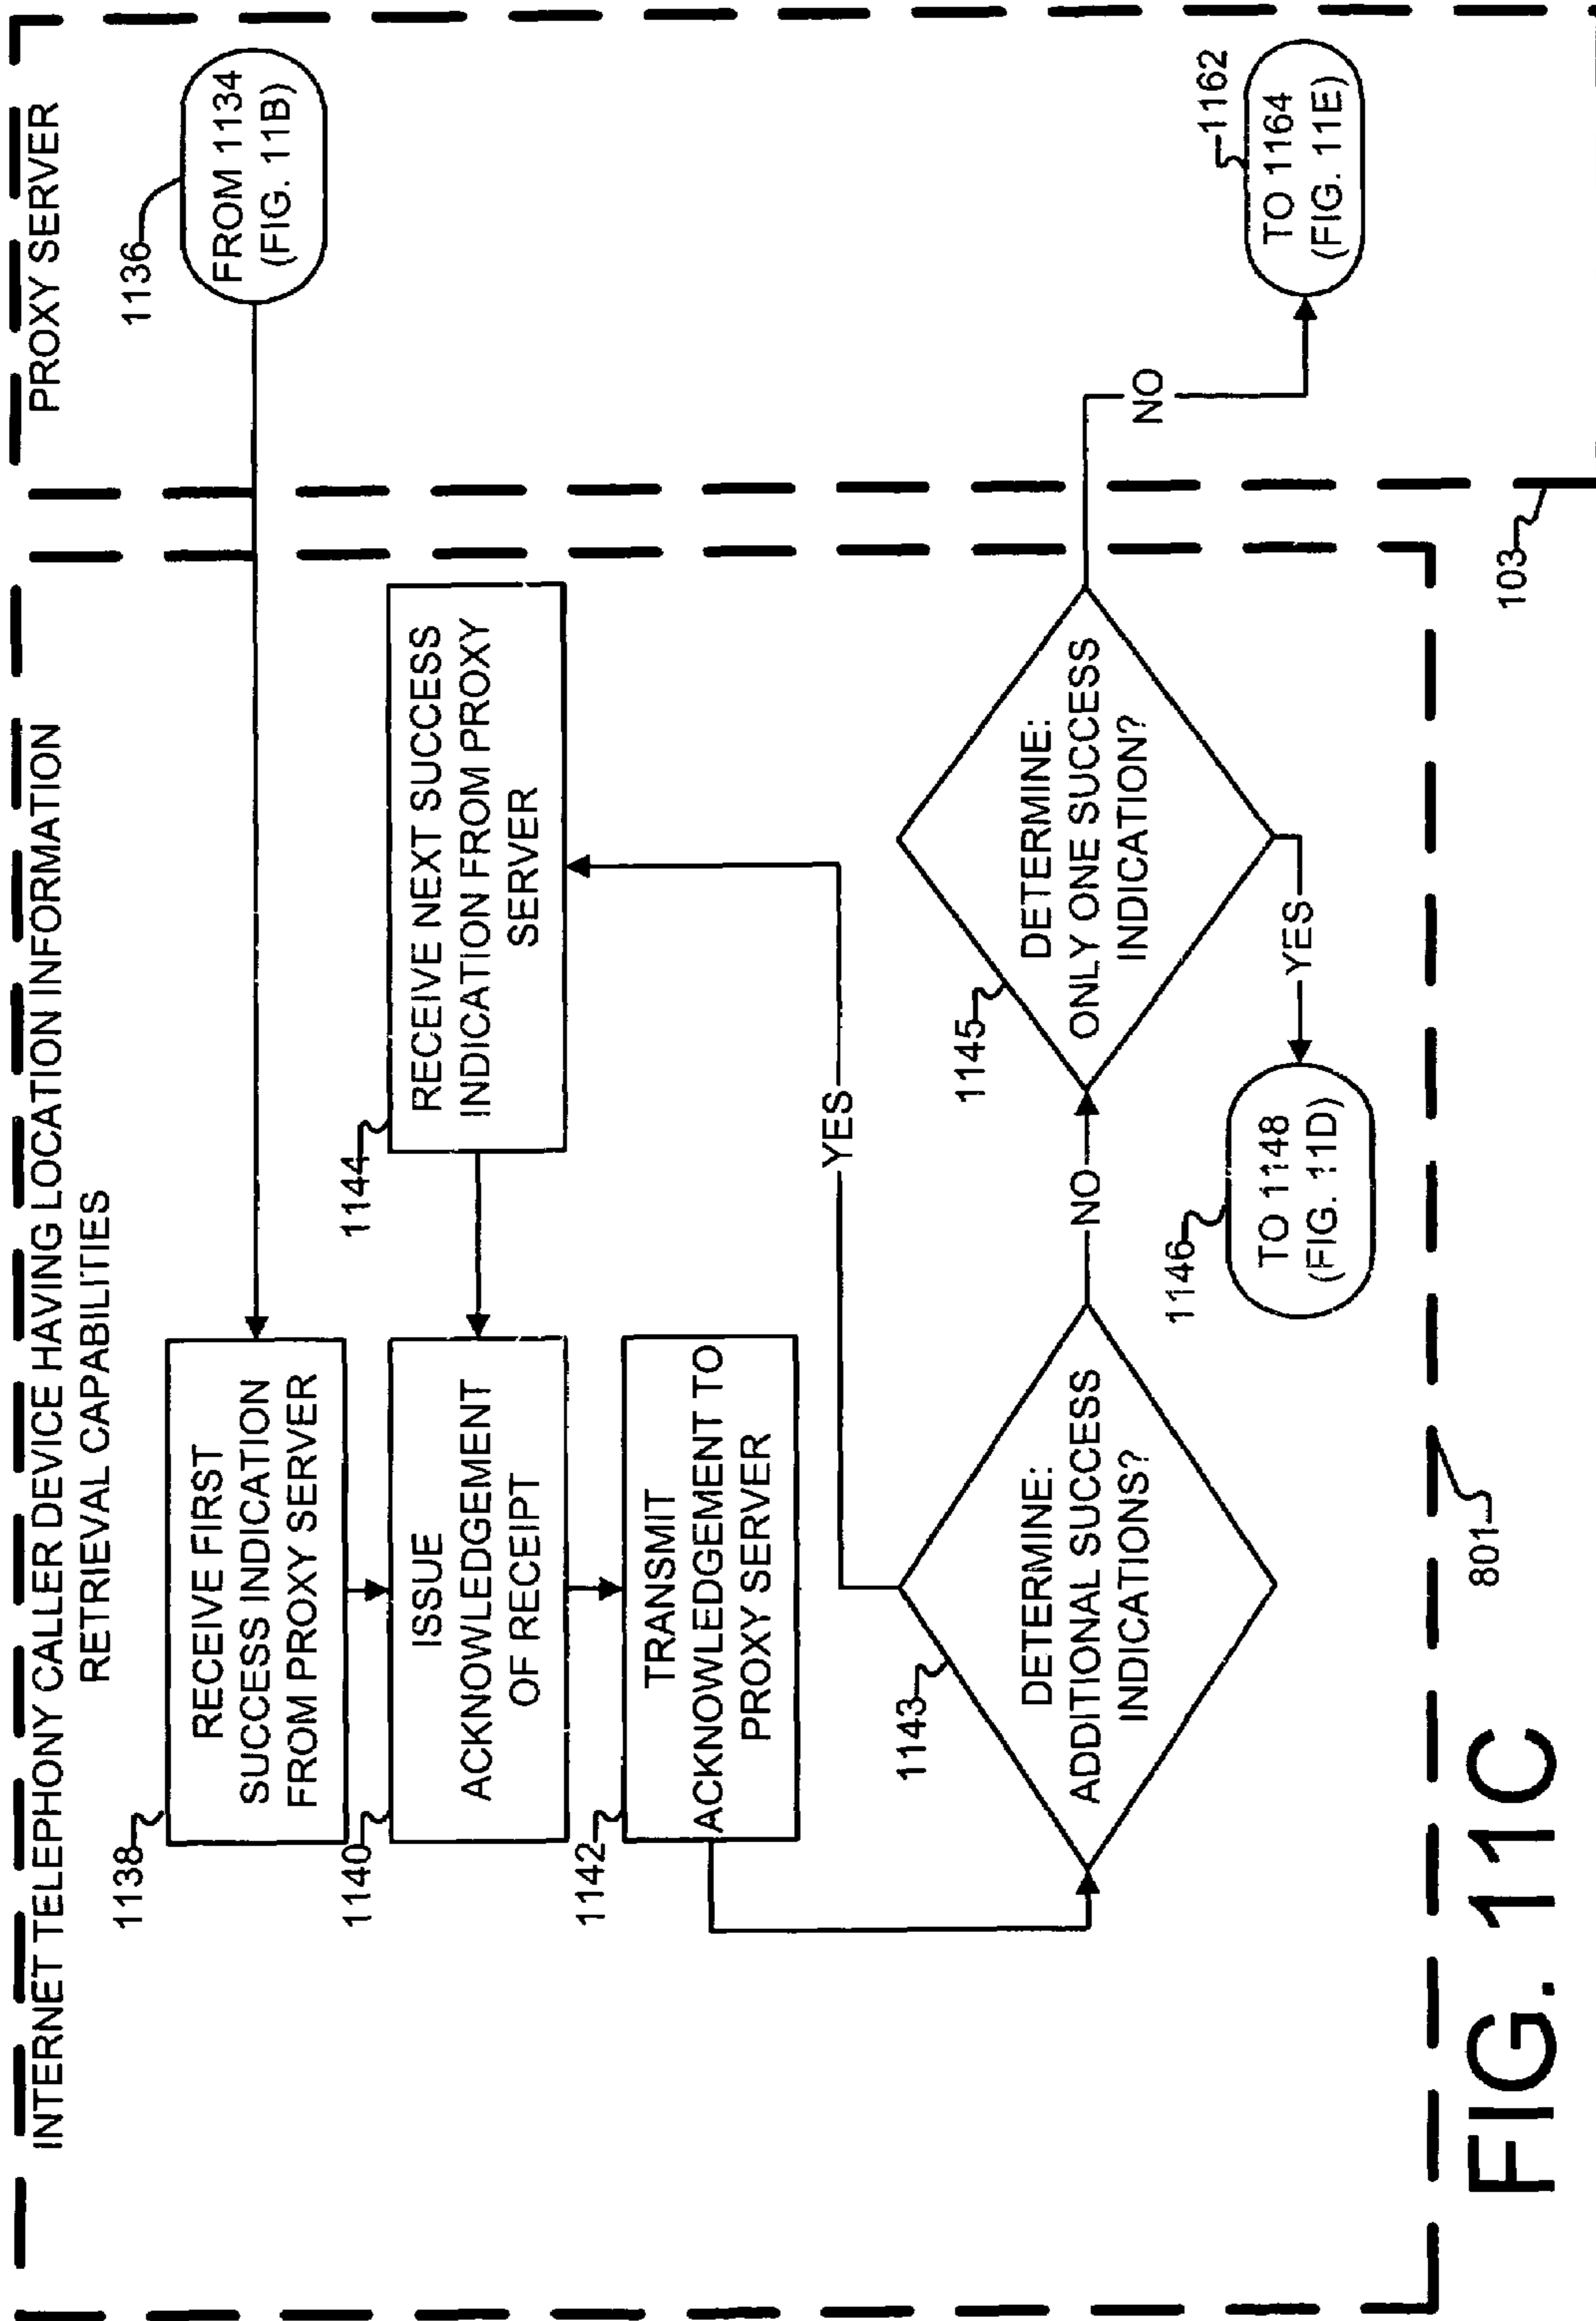 INTERNET TELEPHONY CALLER DEVICE HAVING LOCATION INFORMATION
RETRIEVAL CAPABILITIES
PROXY SERVER
1136
FROM 1134
(FIG. 11B)
1138
RECEIVE FIRST
SUCCESS INDICATION
FROM PROXY SERVER
1140
ISSUE
ACKNOWLEDGEMENT
OF RECEIPT
1144
RECEIVE NEXT SUCCESS
INDICATION FROM PROXY
SERVER
1142
TRANSMIT
ACKNOWLEDGEMENT TO
PROXY SERVER
YES
1143
DETERMINE:
ADDITIONAL SUCCESS
INDICATIONS?
NO
1145
DETERMINE:
ONLY ONE SUCCESS
INDICATION?
NO
1162
TO 1164
(FIG. 11E)
YES
1146
TO 1148
(FIG. 11D)
801
103
FIG. 11C